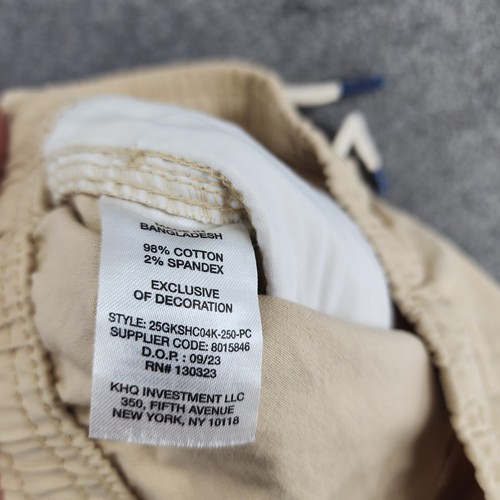 BANGLADESH
98% COTTON
2% SPANDEX
EXCLUSIVE
OF DECORATION
STYLE: 25GKSHC04K-250-PC
SUPPLIER CODE: 8015846
D.O.P. : 09/23
RN# 130323
KHQ INVESTMENT LLC
350, FIFTH AVENUE
NEW YORK, NY 10118